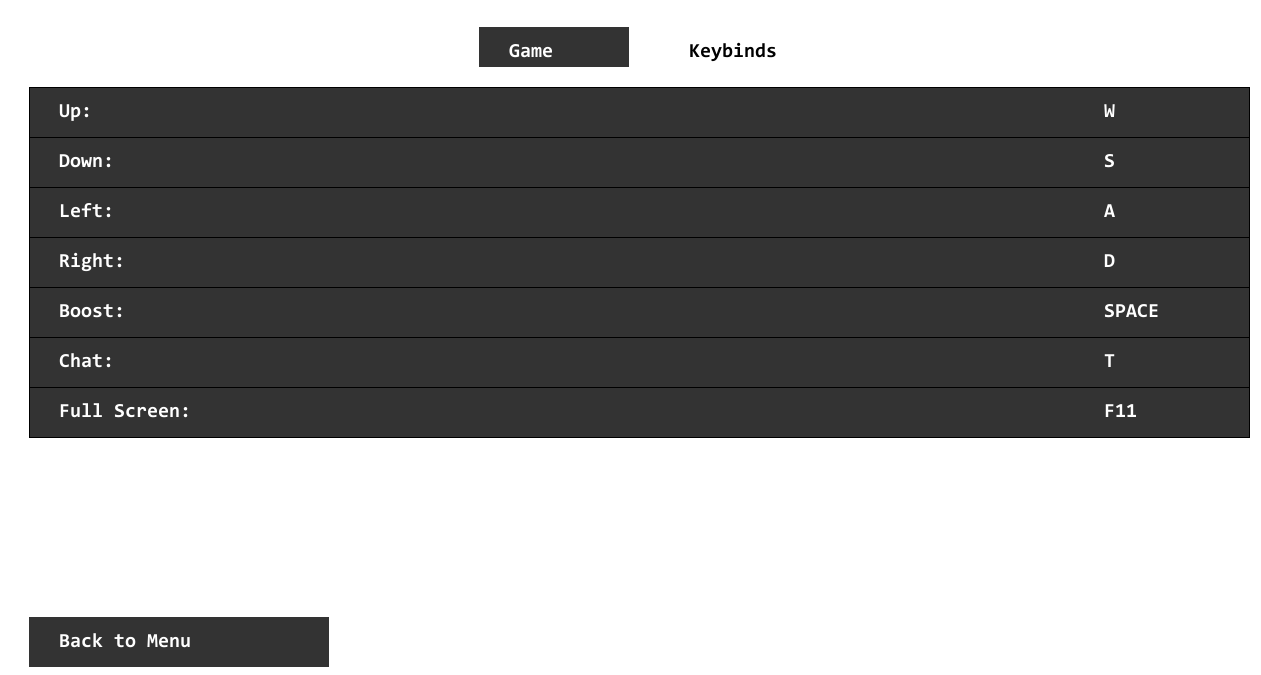 Game Keybinds
Up: W
Down: S
Left: A
Right: D
Boost: SPACE
Chat: T
Full Screen: F11
Back to Menu